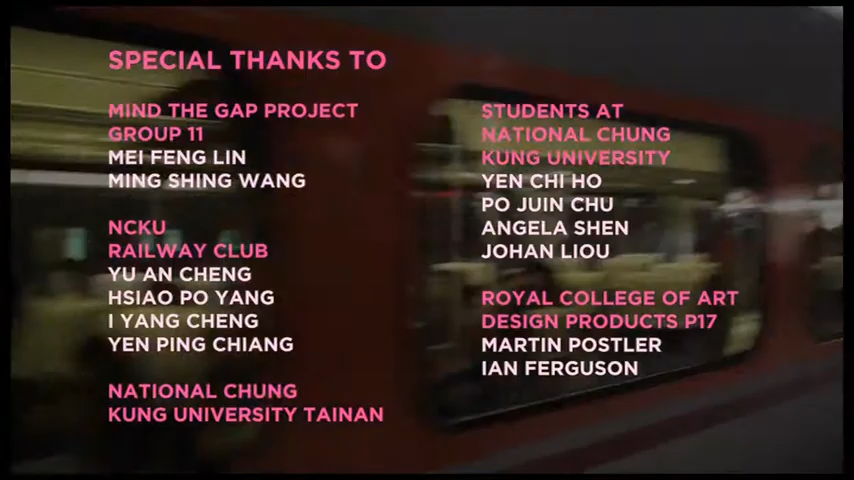 SPECIAL THANKS TO
MIND THE GAP PROJECT
GROUP 11
MEI FENG LIN
MING SHING WANG
NCKU
RAILWAY CLUB
YU AN CHENG
HSIAO PO YANG
I YANG CHENG
YEN PING CHIANG
NATIONAL CHUNG
KUNG UNIVERSITY TAINAN
STUDENTS AT
NATIONAL CHUNG
KUNG UNIVERSITY
YEN CHI HO
PO JUIN CHU
ANGELA SHEN
JOHAN LIOU
ROYAL COLLEGE OF ART
DESIGN PRODUCTS P17
MARTIN POSTLER
IAN FERGUSON